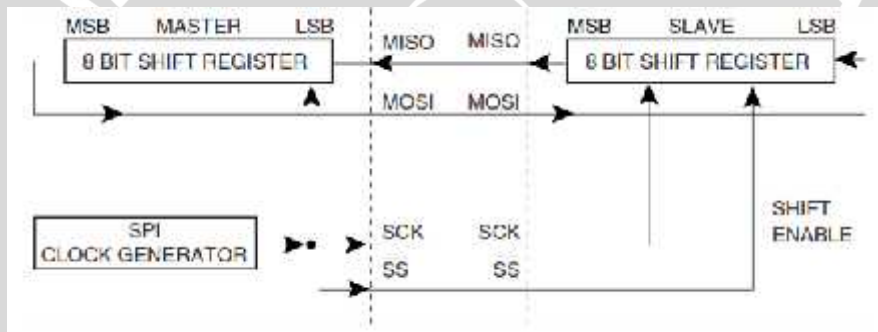 MSB MASTER LSB
MISO MISO
MSB SLAVE LSB
8 BIT SHIFT REGISTER
8 BIT SHIFT REGISTER
MOSI MOSI
SPI
CLOCK GENERATOR
SCK SCK
SS SS
SHIFT
ENABLE